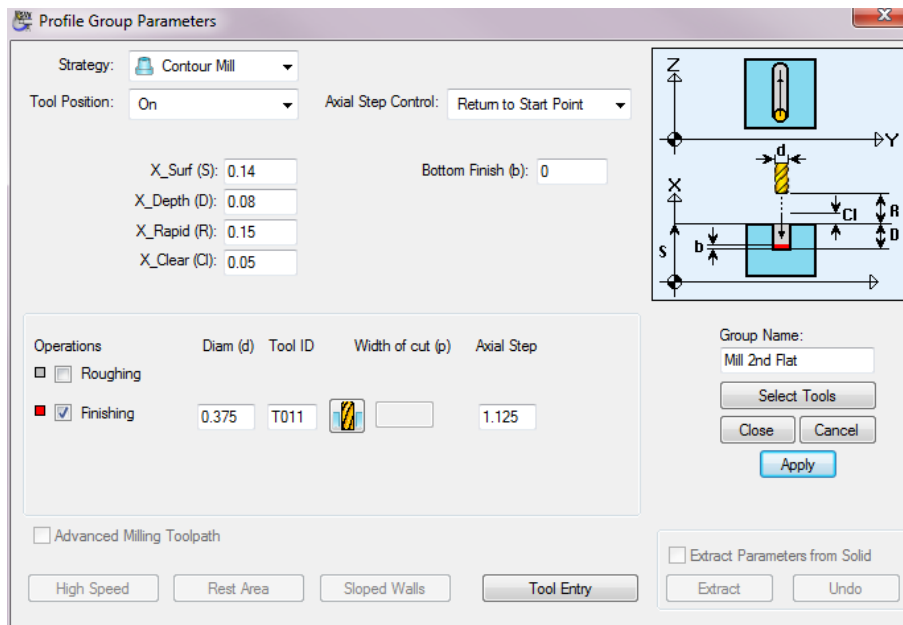 Profile Group Parameters
X
Strategy: Contour Mill
Tool Position: On Axial Step Control: Return to Start Point
X_Surf (S): 0.14 Bottom Finish (b): 0
X_Depth (D): 0.08
X_Rapid (R): 0.15
X_Clear (Cl): 0.05
Z
Y
d
X
Cl R
D
S b
Operations Diam (d) Tool ID Width of cut (p) Axial Step
Roughing
Finishing 0.375 T011 1.125
Group Name:
Mill 2nd Flat
Select Tools
Close Cancel
Apply
Advanced Milling Toolpath
High Speed Rest Area Sloped Walls Tool Entry
Extract Parameters from Solid
Extract Undo